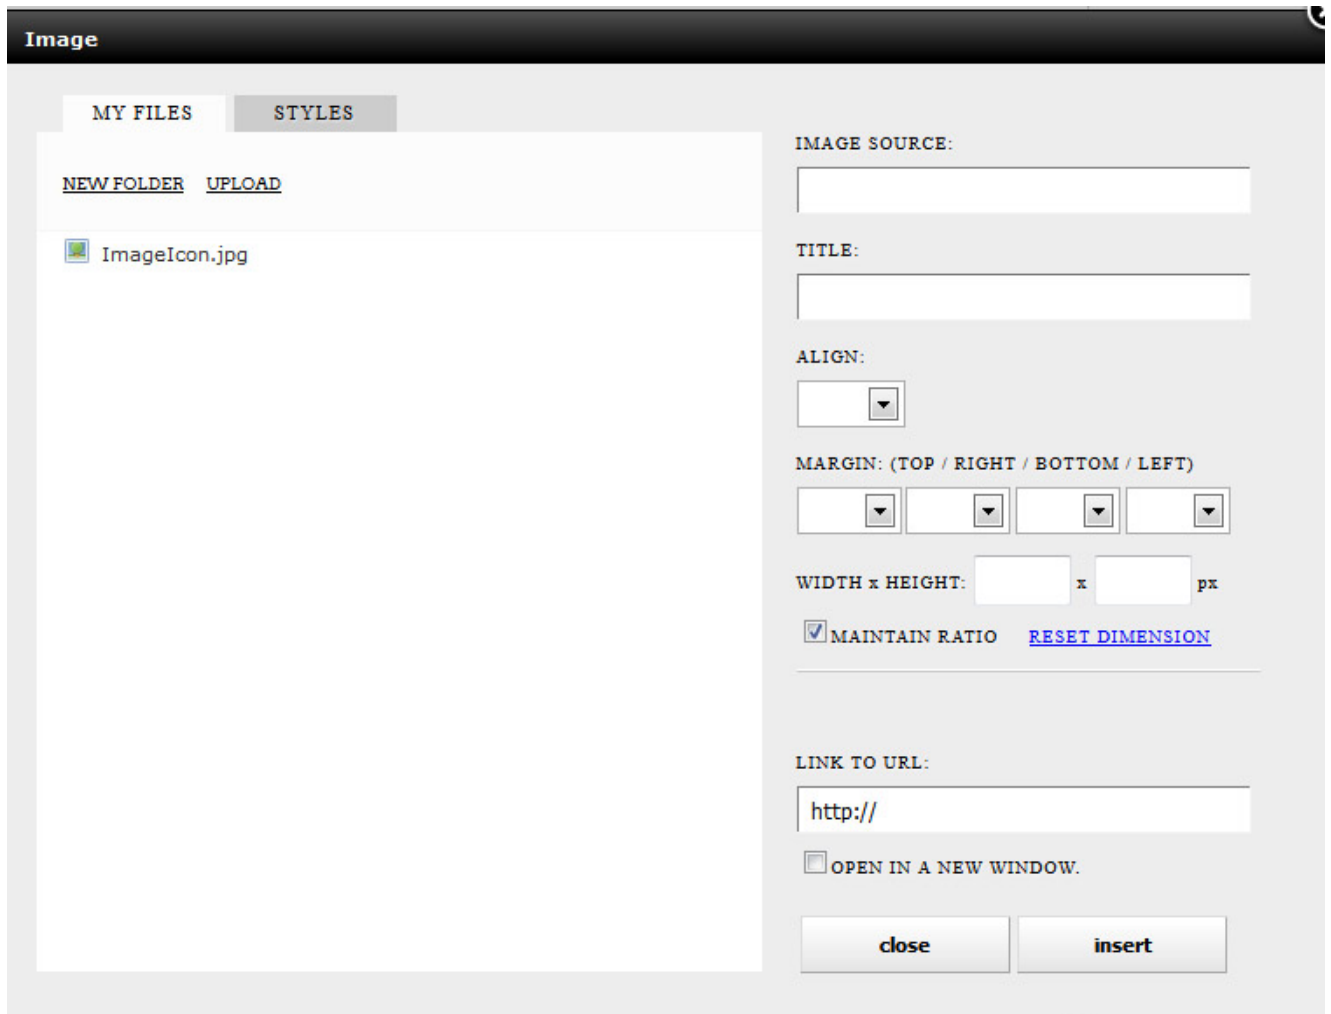 Image
MY FILES STYLES
NEW FOLDER UPLOAD
ImageIcon.jpg
IMAGE SOURCE:
TITLE:
ALIGN:
MARGIN: (TOP / RIGHT / BOTTOM / LEFT)
WIDTH x HEIGHT: x px
MAINTAIN RATIO RESET DIMENSION
LINK TO URL:
http://
OPEN IN A NEW WINDOW.
close insert